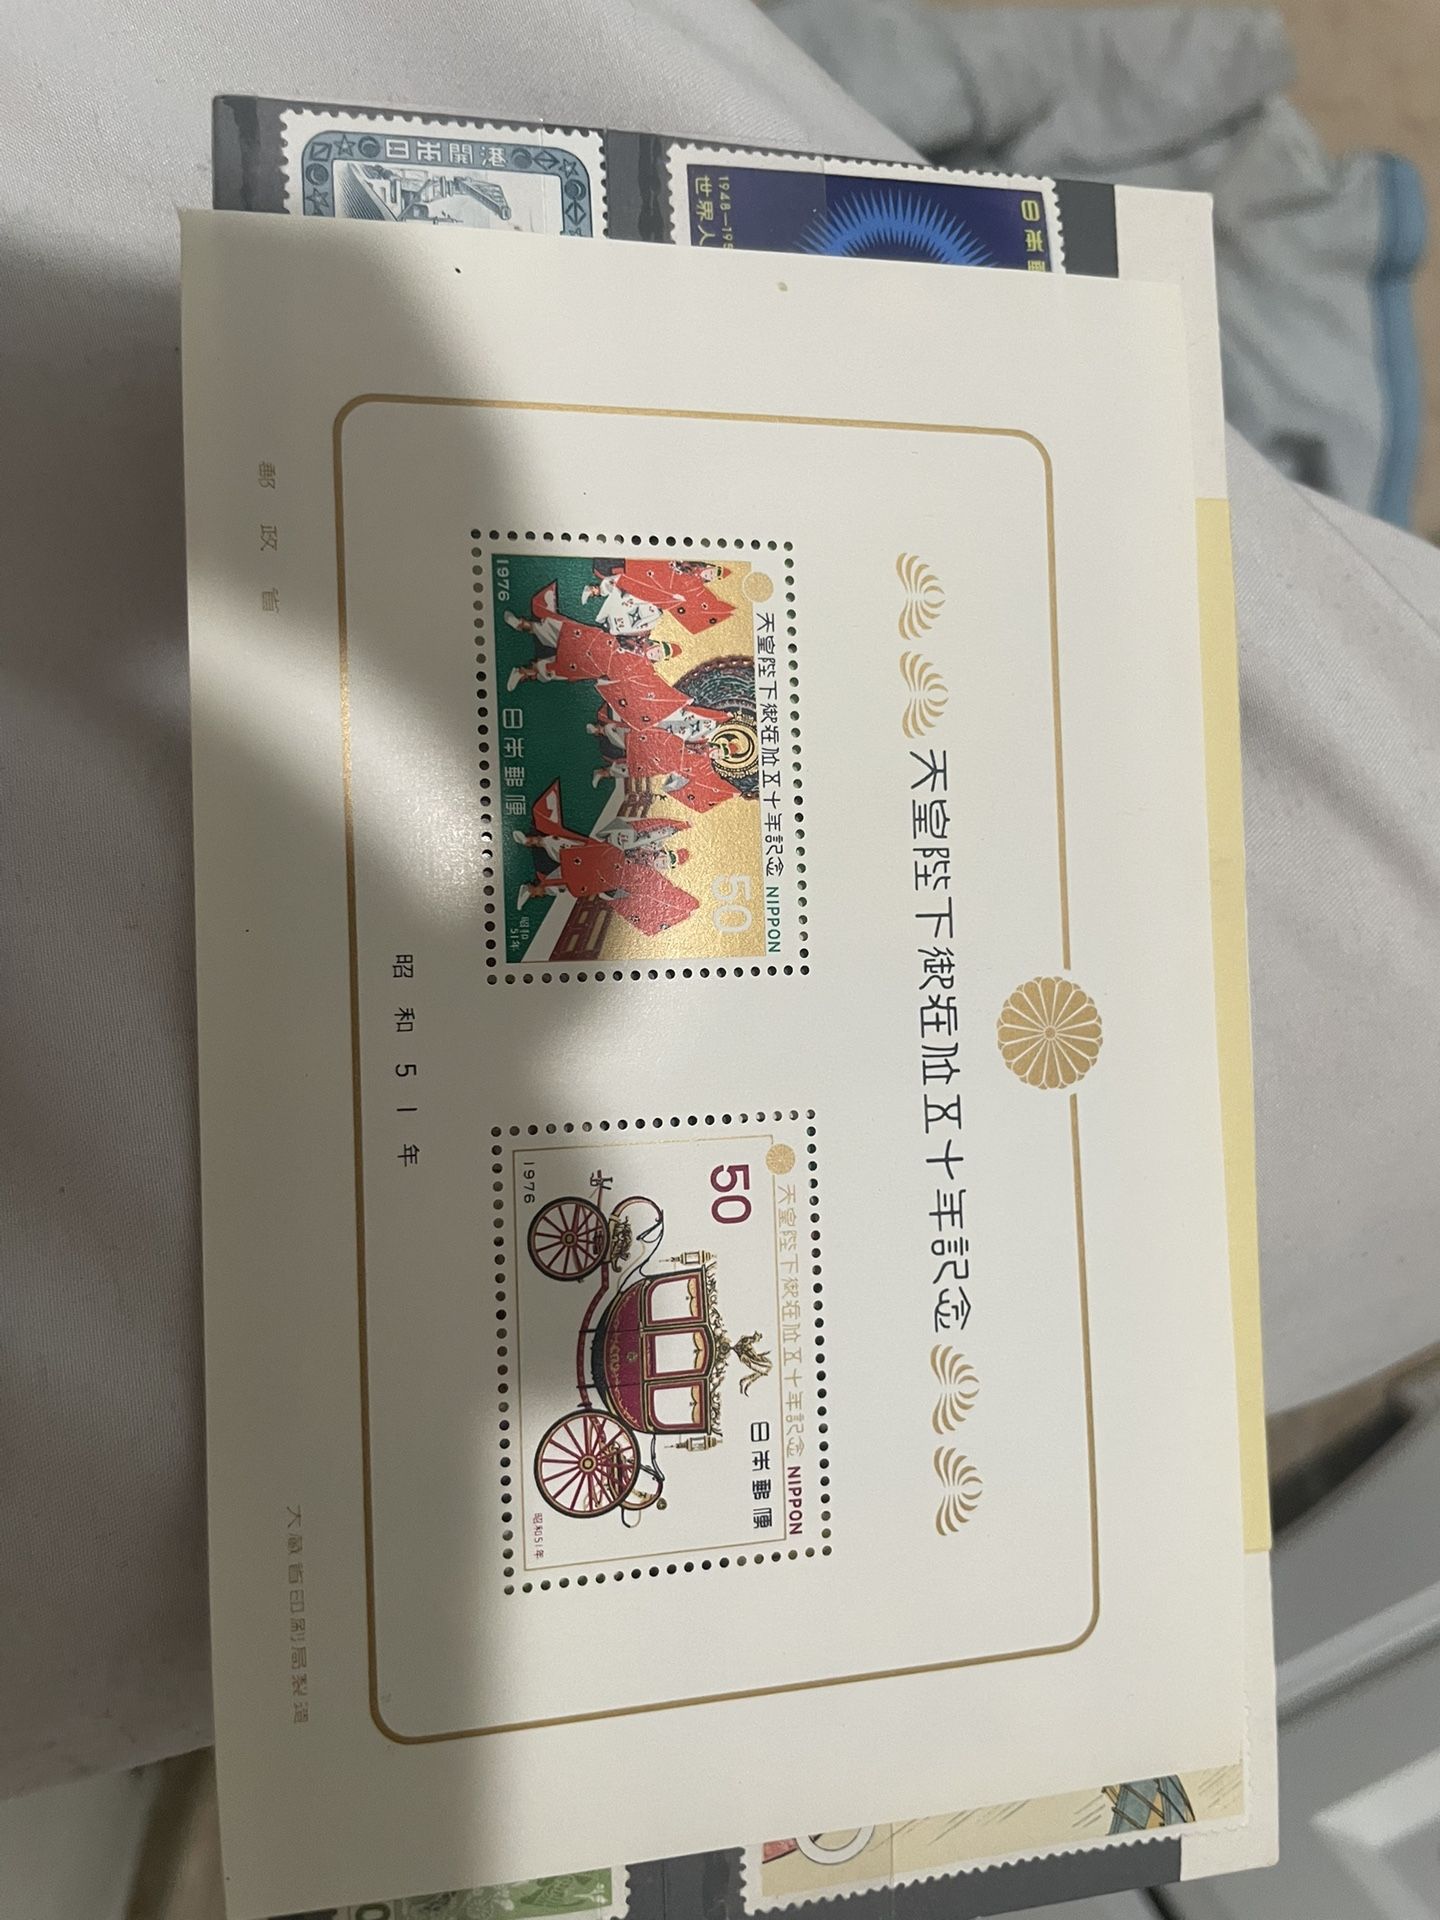 天皇陛下御在位五十年記念
天皇陛下御在位五十年記念 NIPPON
50
日本郵便
1976
昭和
51年
天皇陛下御在位五十年記念 NIPPON
50
日本郵便
1976
昭和51年
昭和51年
郵政省
大蔵省印刷局製造
日本開港
日本郵
1948—195
世界人